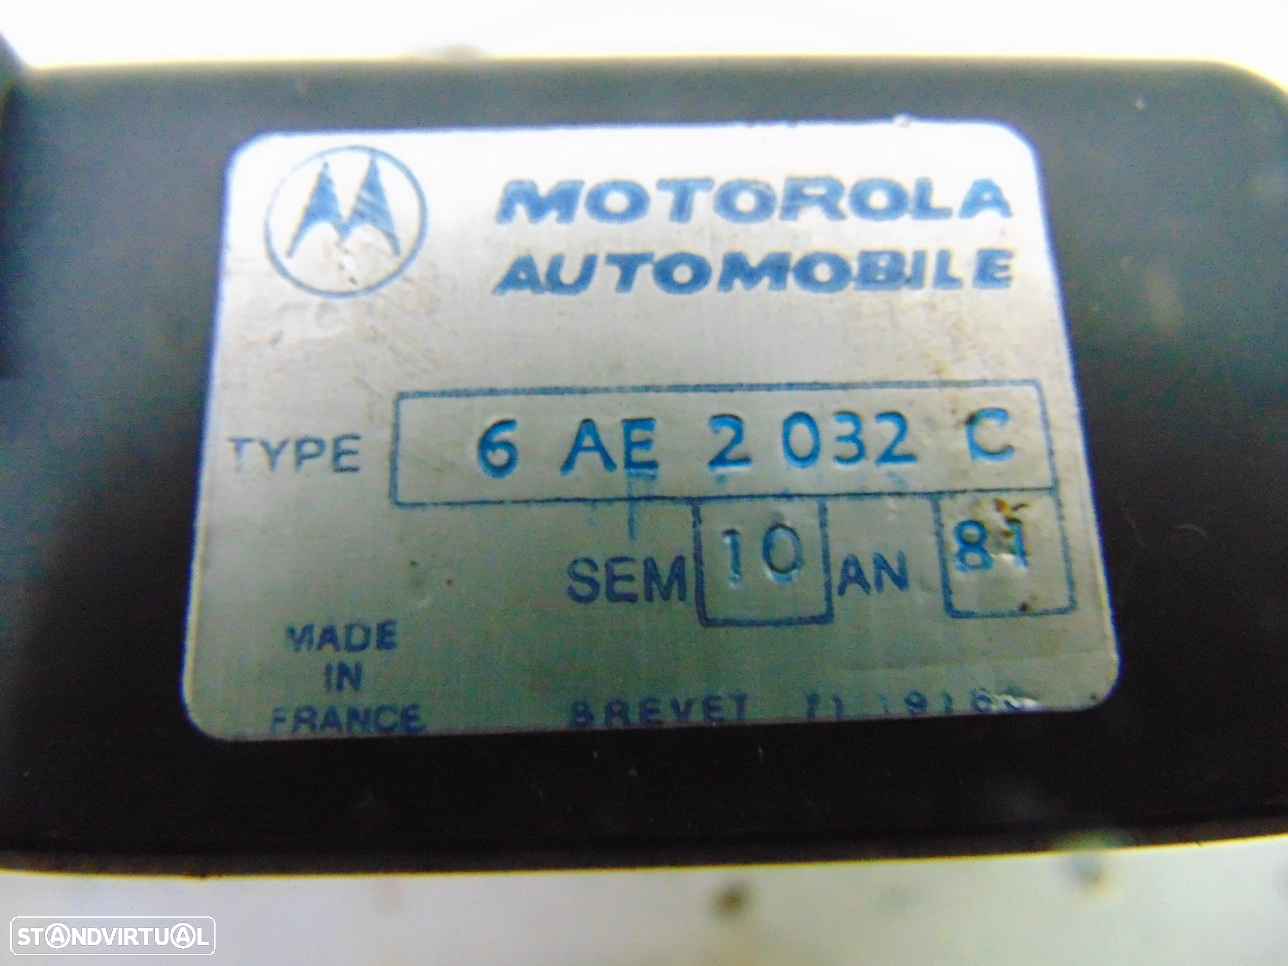 MOTOROLA
AUTOMOBILE
TYPE 6 AE 2 032 C
SEM 10 AN 81
MADE
IN
FRANCE
BREVET
STANDVIRTUAL